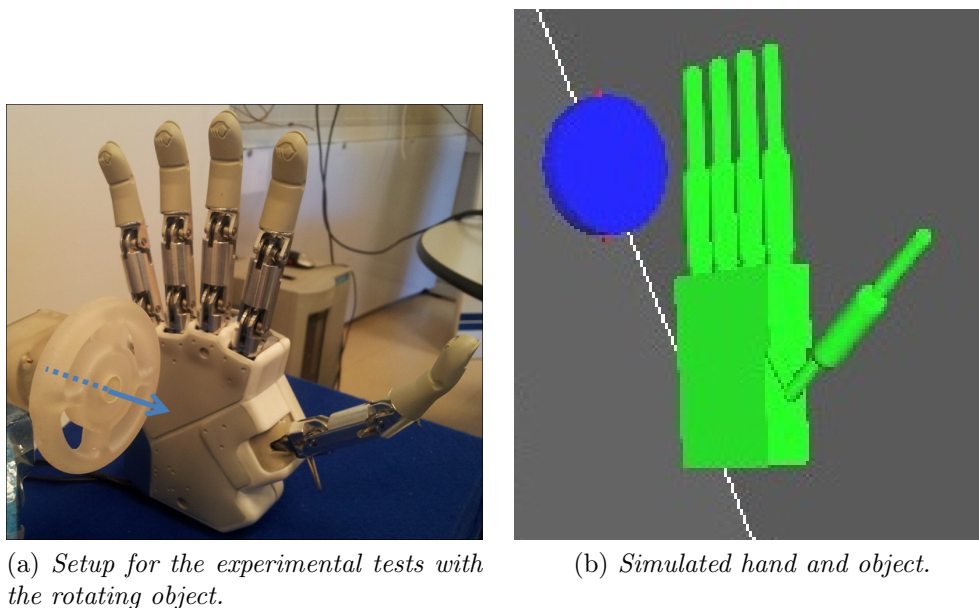 (a) Setup for the experimental tests with
the rotating object.
(b) Simulated hand and object.